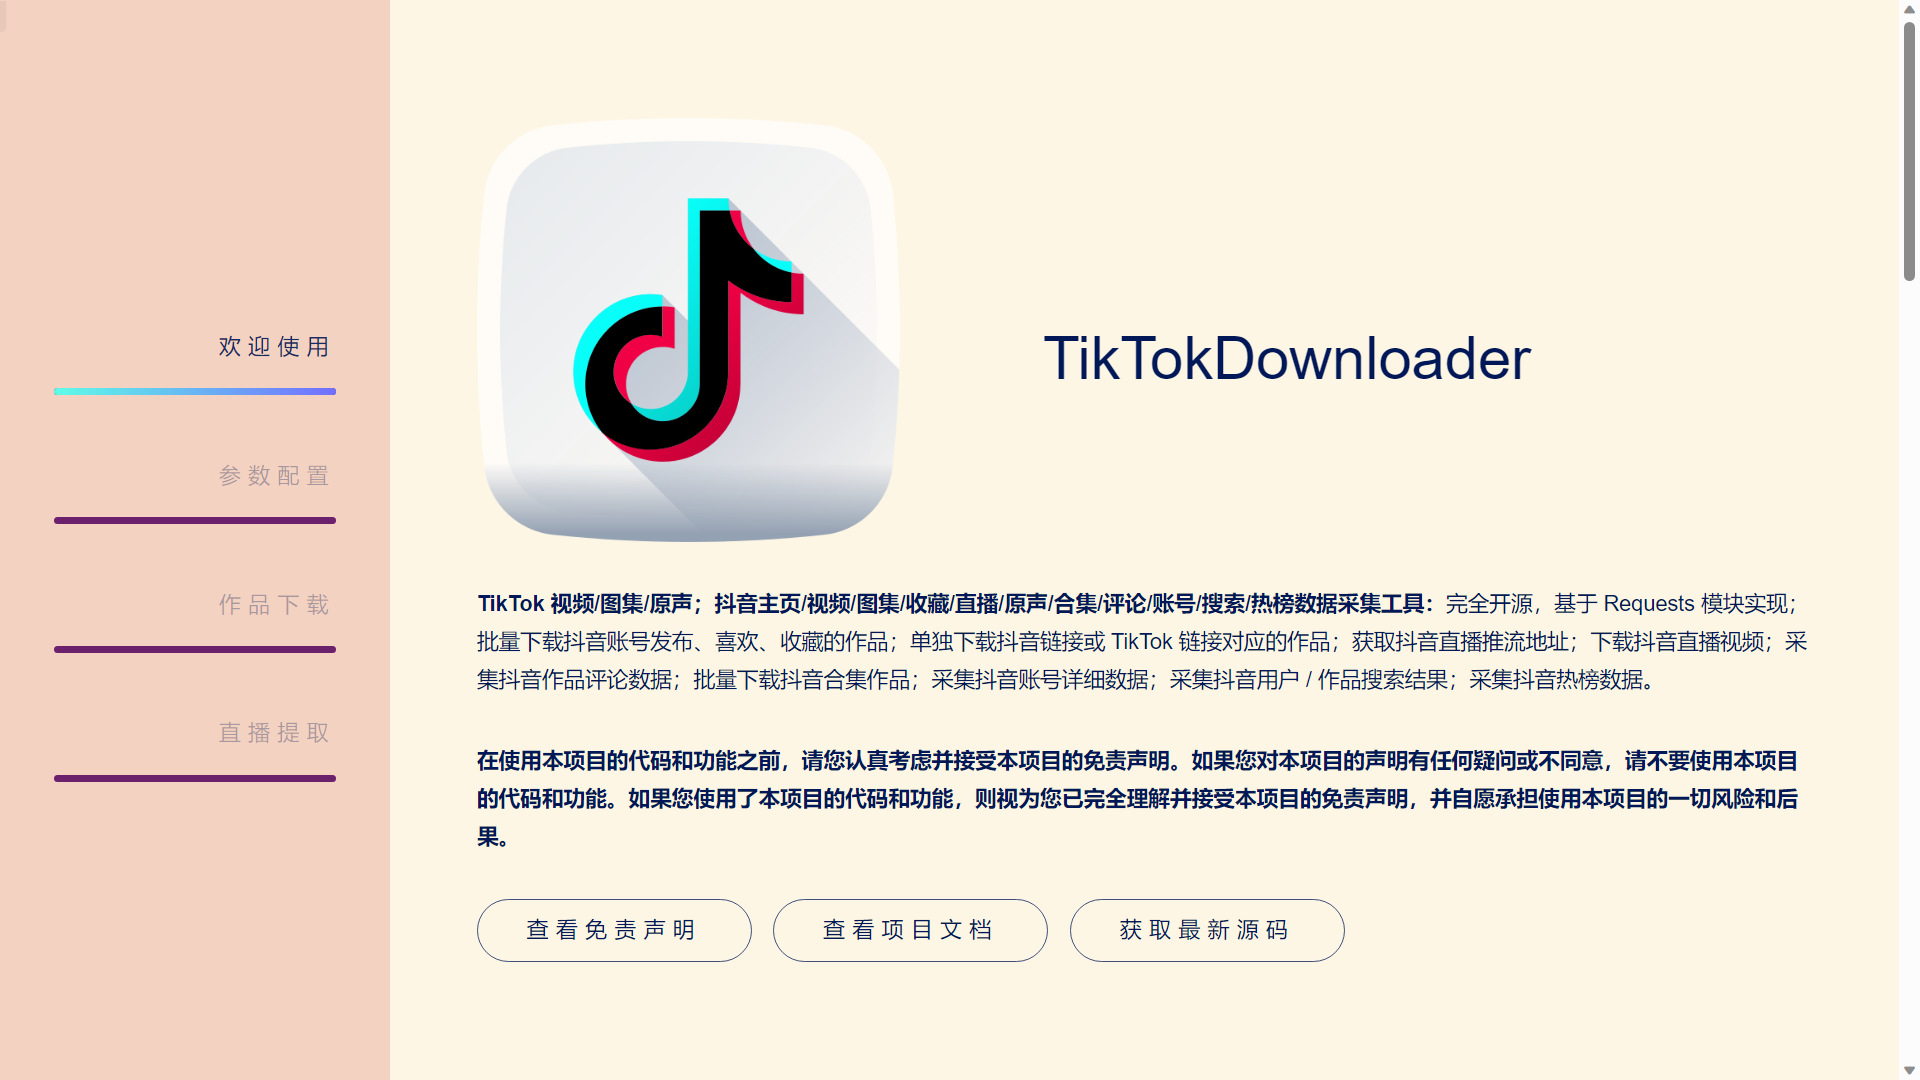 欢迎使用
参数配置
作品下载
直播提取
TikTokDownloader
TikTok 视频/图集/原声；抖音主页/视频/图集/收藏/直播/原声/合集/评论/账号/搜索/热榜数据采集工具：完全开源，基于 Requests 模块实现；
批量下载抖音账号发布、喜欢、收藏的作品；单独下载抖音链接或 TikTok 链接对应的作品；获取抖音直播推流地址；下载抖音直播视频；采
集抖音作品评论数据；批量下载抖音合集作品；采集抖音账号详细数据；采集抖音用户 / 作品搜索结果；采集抖音热榜数据。
在使用本项目的代码和功能之前，请您认真考虑并接受本项目的免责声明。如果您对本项目的声明有任何疑问或不同意，请不要使用本项目
的代码和功能。如果您使用了本项目的代码和功能，则视为您已完全理解并接受本项目的免责声明，并自愿承担使用本项目的一切风险和后
果。
查看免责声明
查看项目文档
获取最新源码